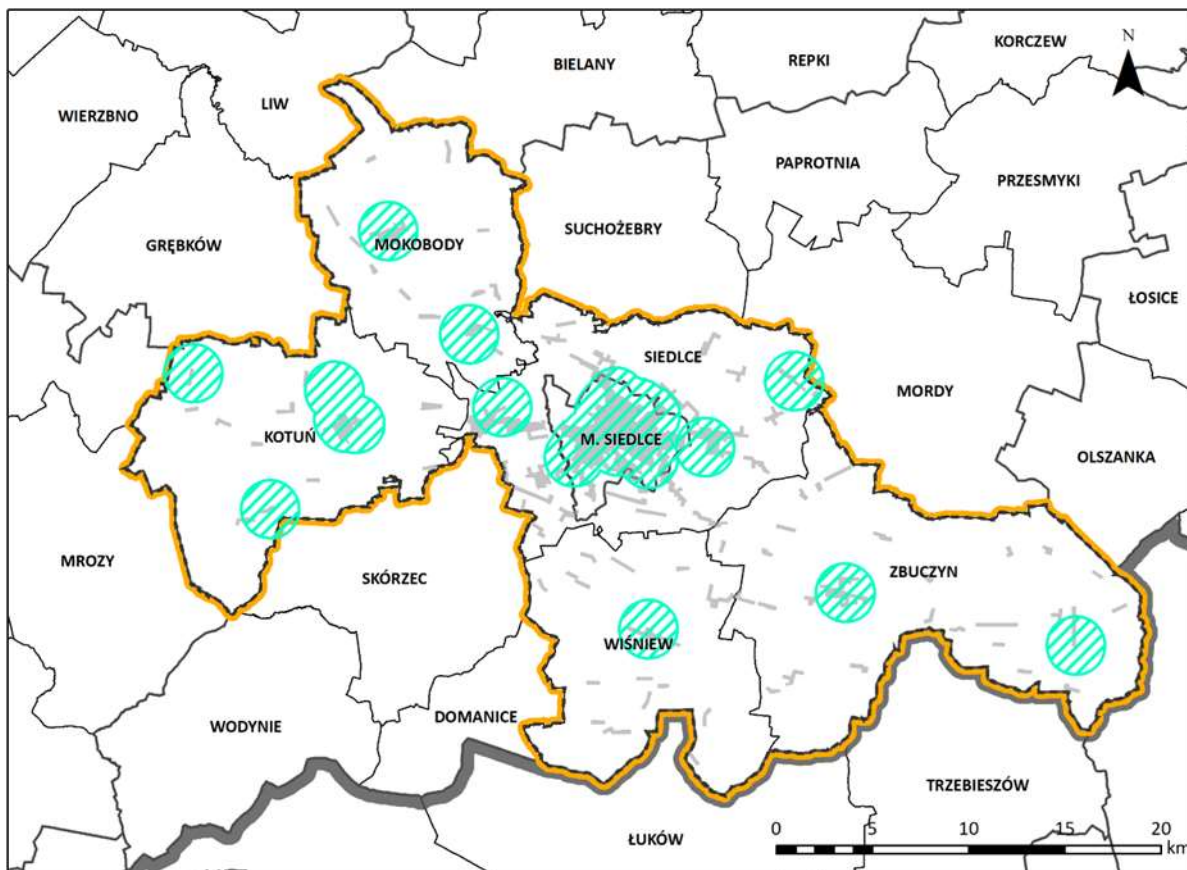 KORCZEW
N
BIELANY
REPKI
LIW
WIERZBNO
PAPROTNIA
PRZESMYKI
SUCHOŻEBRY
GRĘBKÓW
MOKOBODY
ŁOSICE
SIEDLCE
MORDY
KOTUŃ
M. SIEDLCE
OLSZANKA
MROZY
SKÓRZEC
ZBUCZYN
WIŚNIEW
WODYNIE
DOMANICE
TRZEBIESZÓW
ŁUKÓW
0 5 10 15 20
km